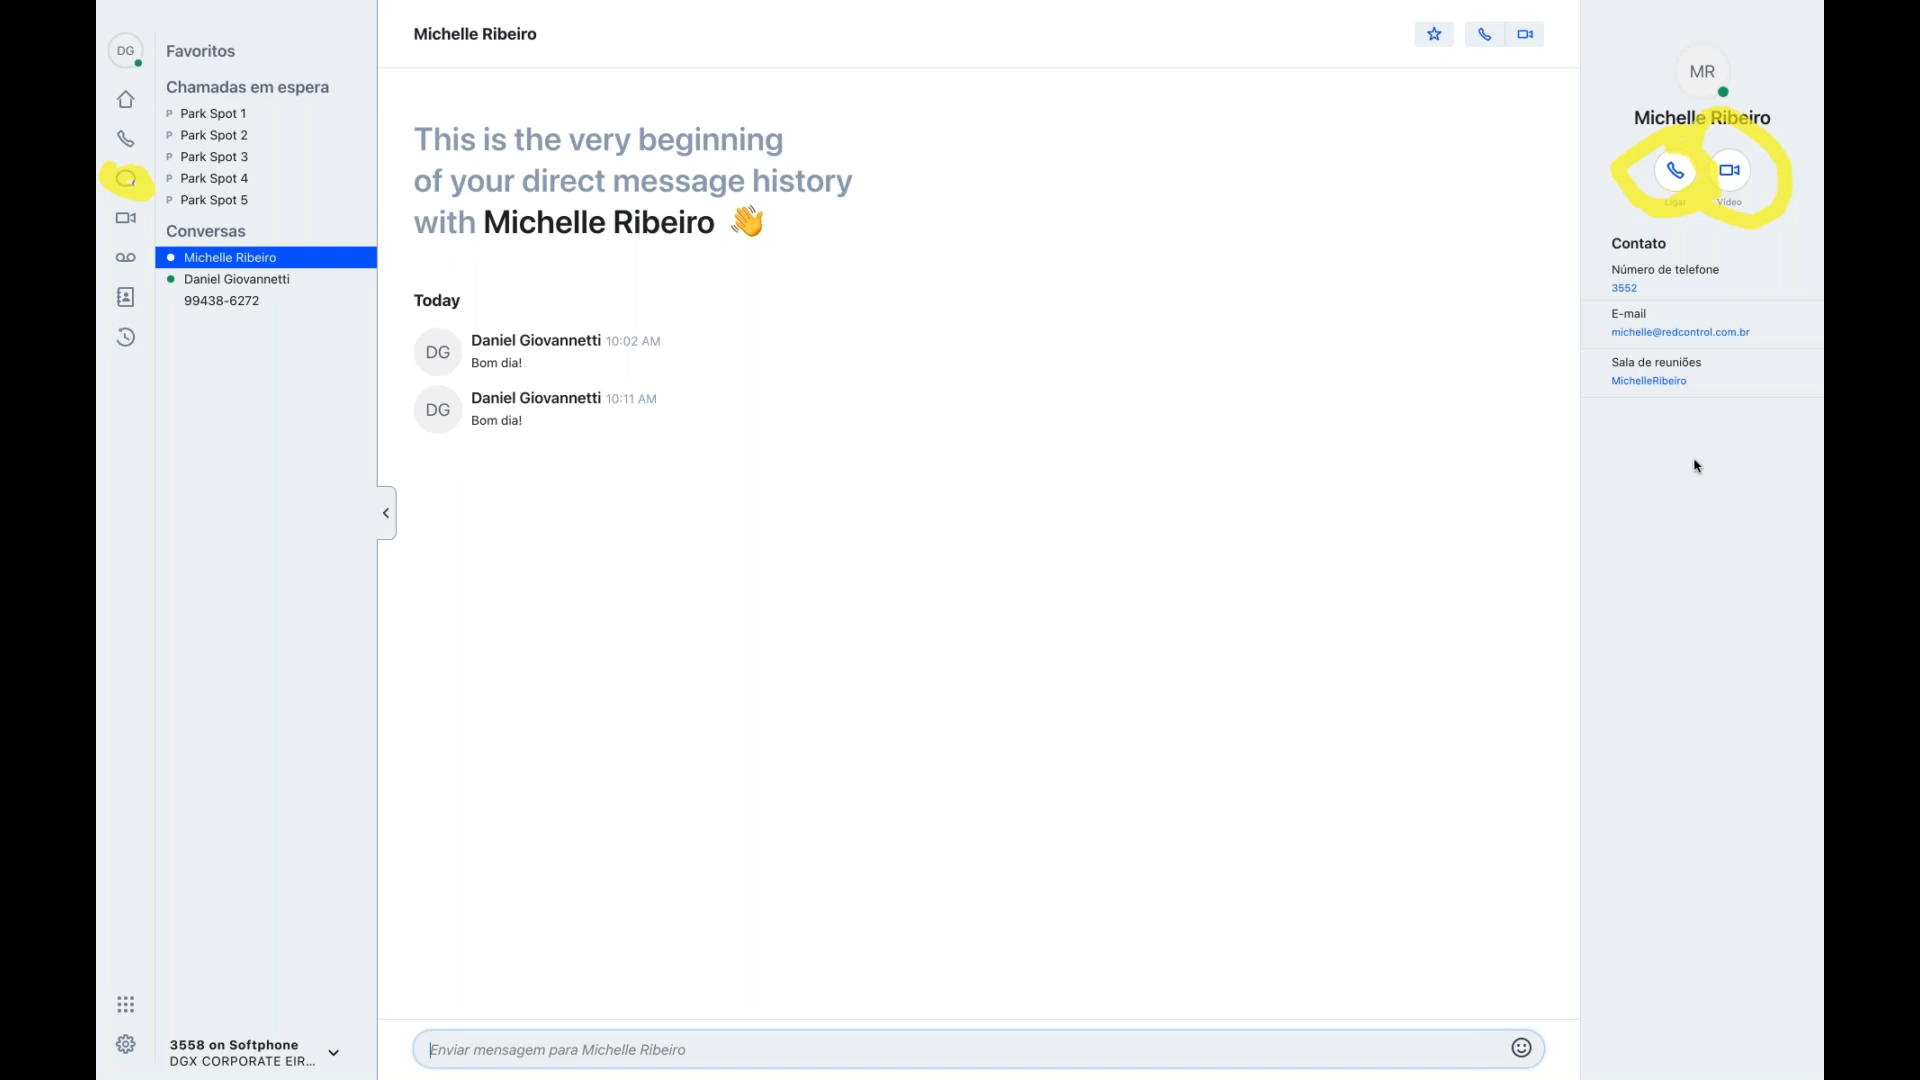 DG
Favoritos
Chamadas em espera
P Park Spot 1
P Park Spot 2
P Park Spot 3
P Park Spot 4
P Park Spot 5
Conversas
Michelle Ribeiro
Daniel Giovannetti
99438-6272
3558 on Softphone
DGX CORPORATE EIR...
Michelle Ribeiro
This is the very beginning
of your direct message history
with Michelle Ribeiro 👋
Today
DG
Daniel Giovannetti 10:02 AM
Bom dia!
DG
Daniel Giovannetti 10:11 AM
Bom dia!
Enviar mensagem para Michelle Ribeiro
MR
Michelle Ribeiro
Ligar Vídeo
Contato
Número de telefone
3552
E-mail
michelle@redcontrol.com.br
Sala de reuniões
MichelleRibeiro